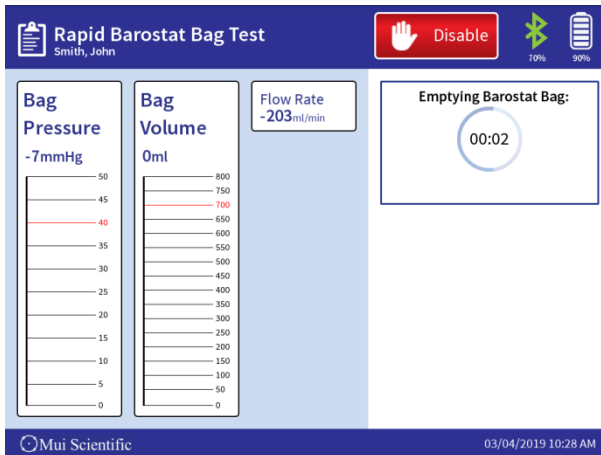 Rapid Barostat Bag Test
Smith, John
Disable
70%
90%
Bag
Pressure
-7mmHg
50
45
40
35
30
25
20
15
10
5
0
Bag
Volume
0ml
800
750
700
650
600
550
500
450
400
350
300
250
200
150
100
50
0
Flow Rate
-203ml/min
Emptying Barostat Bag:
00:02
Mui Scientific
03/04/2019 10:28 AM